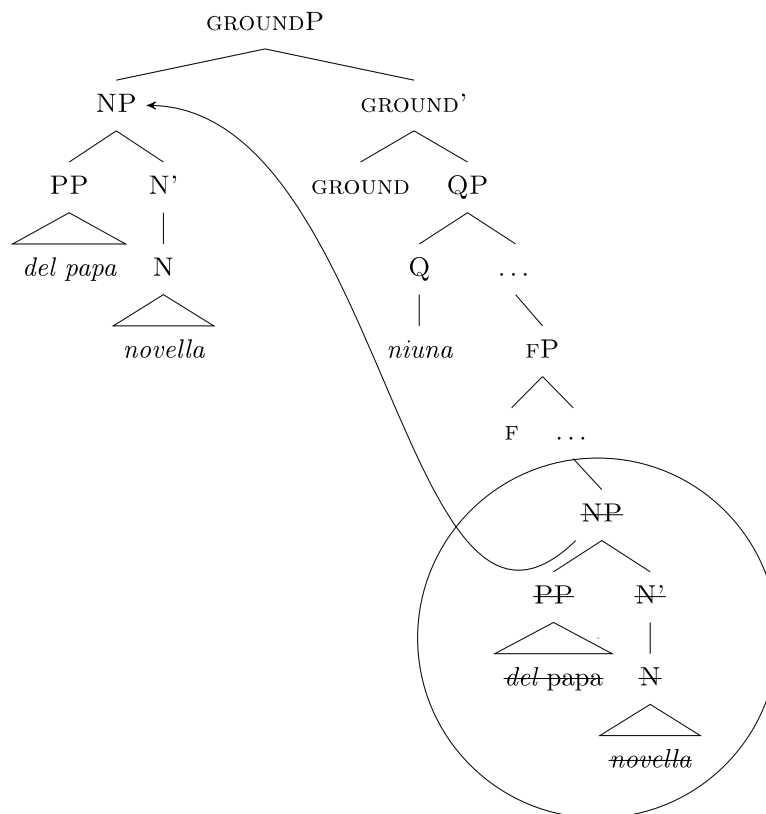 GROUNDP
NP GROUND'
PP N' GROUND QP
del papa N Q ...
novella niuna FP
F ...
NP
PP N'
del papa N
novella